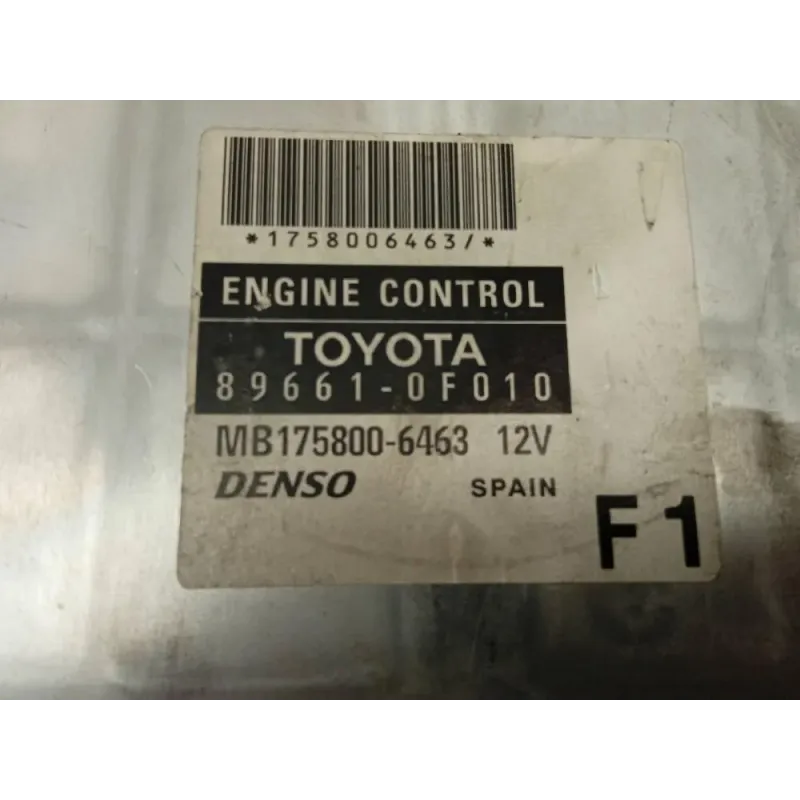 *1758006463/*
ENGINE CONTROL
TOYOTA
89661-0F010
MB175800-6463 12V
DENSO SPAIN
F1